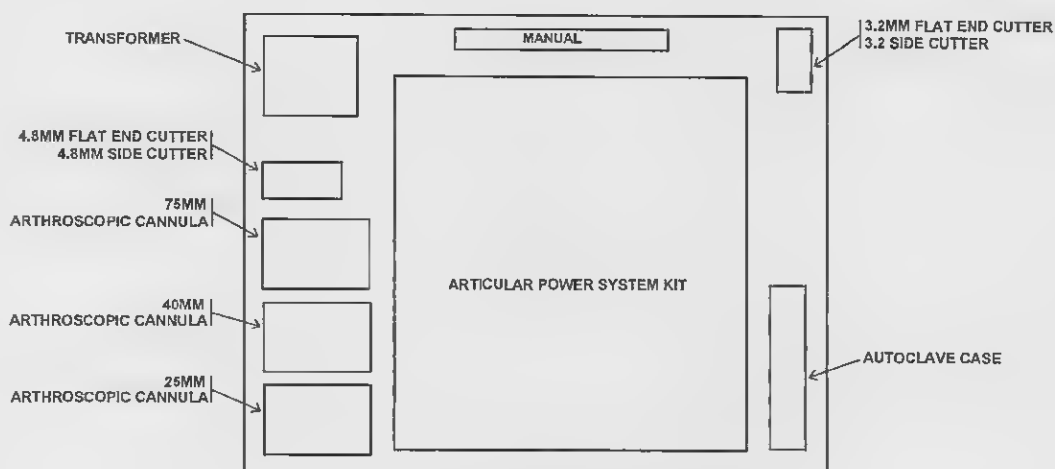 TRANSFORMER
MANUAL
3.2MM FLAT END CUTTER
3.2 SIDE CUTTER
4.8MM FLAT END CUTTER
4.8MM SIDE CUTTER
75MM
ARTHROSCOPIC CANNULA
ARTICULAR POWER SYSTEM KIT
40MM
ARTHROSCOPIC CANNULA
AUTOCLAVE CASE
25MM
ARTHROSCOPIC CANNULA